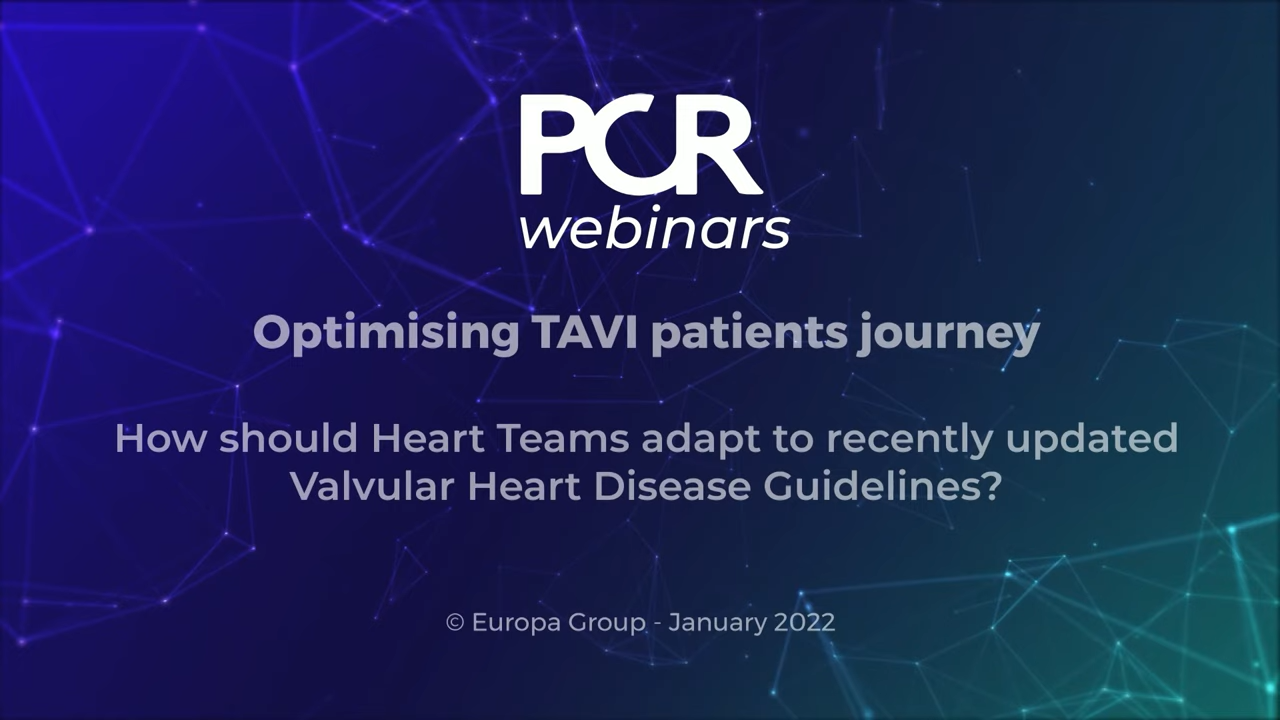 PCR
webinars
Optimising TAVI patients journey
How should Heart Teams adapt to recently updated
Valvular Heart Disease Guidelines?
© Europa Group - January 2022